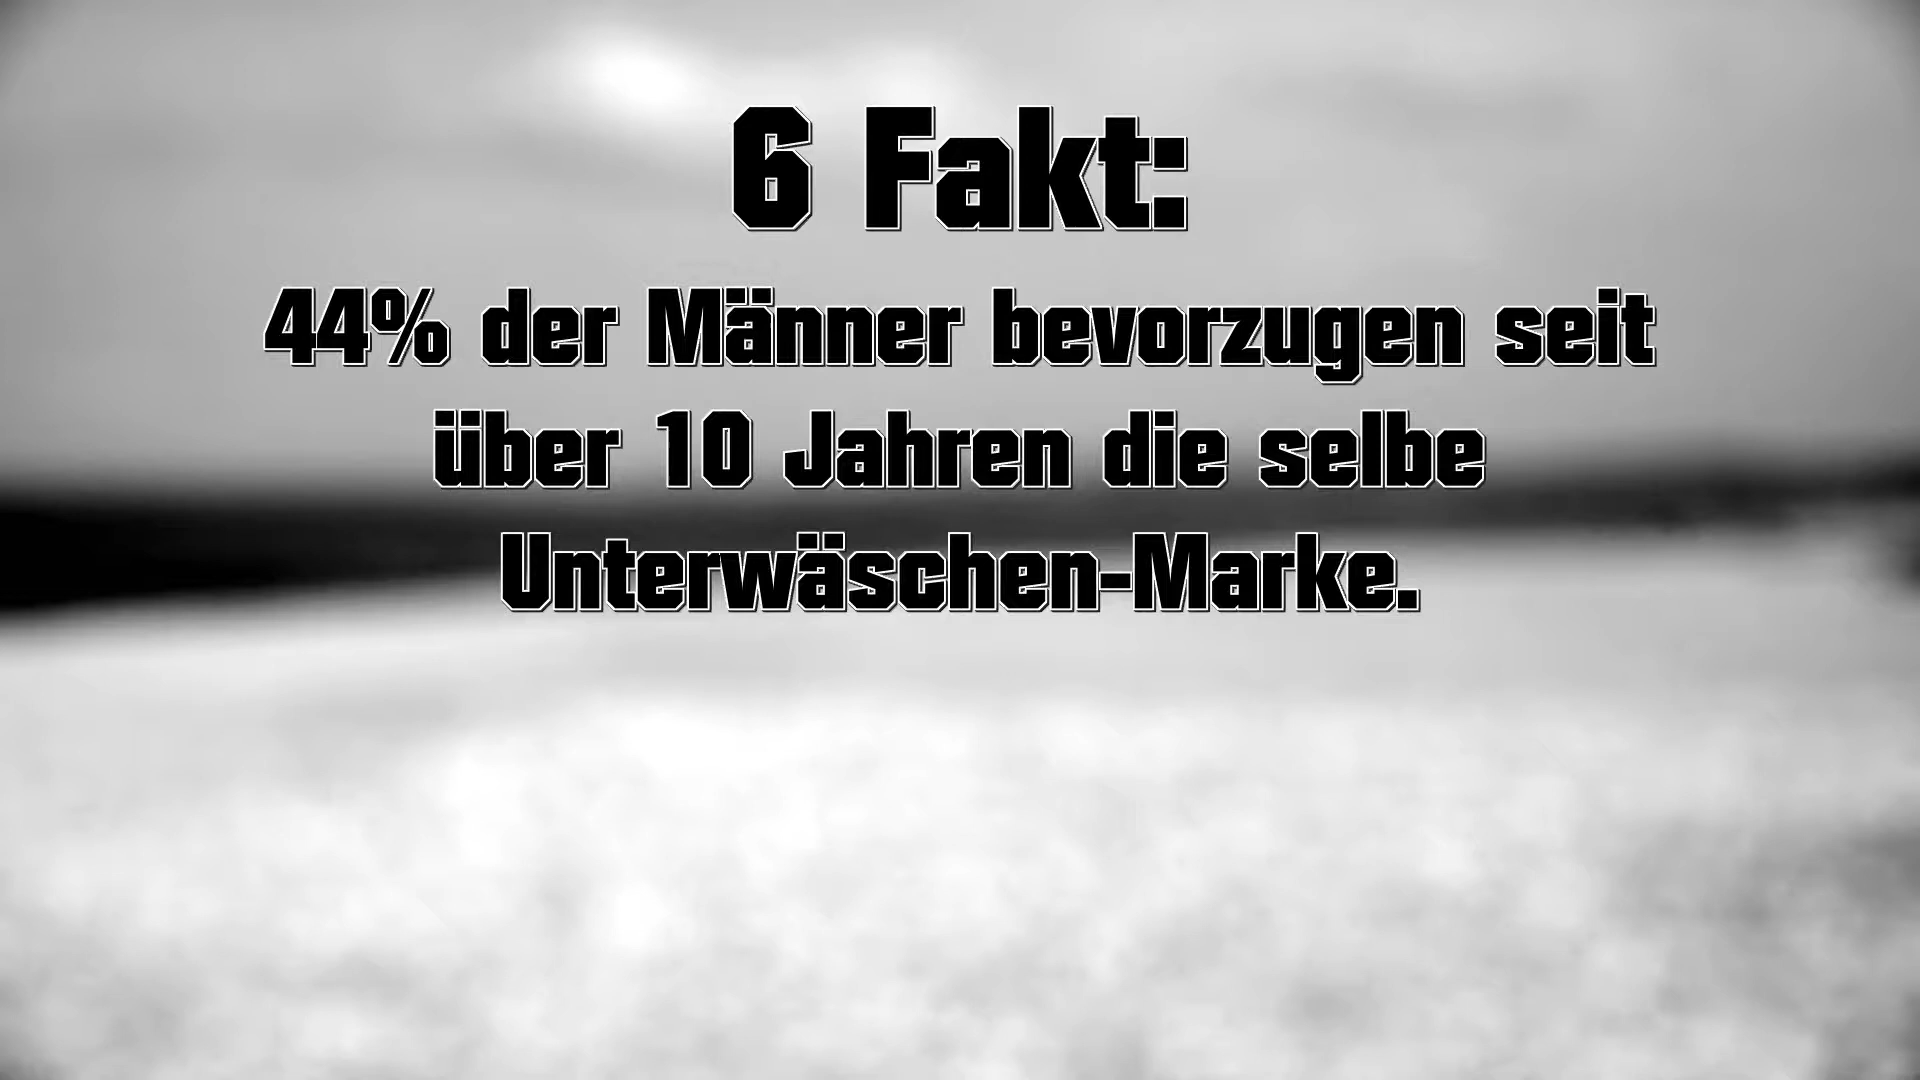 6 Fakt:
44% der Männer bevorzugen seit
über 10 Jahren die selbe
Unterwäschen-Marke.